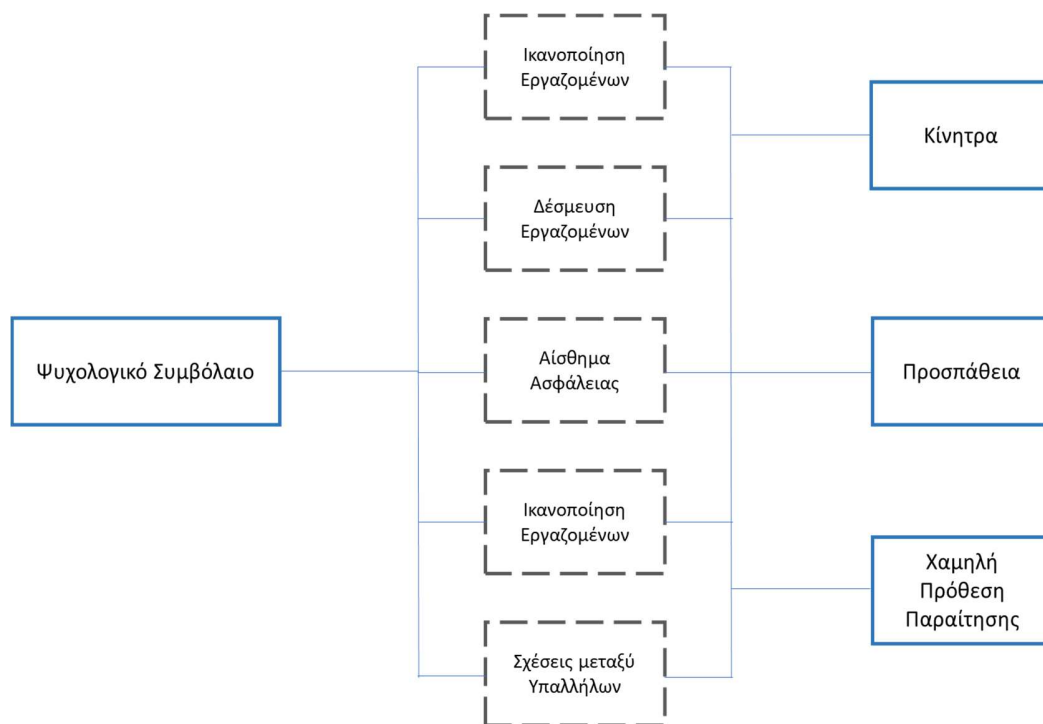 Ικανοποίηση
Εργαζομένων
Κίνητρα
Δέσμευση
Εργαζομένων
Ψυχολογικό Συμβόλαιο
Αίσθημα
Ασφάλειας
Προσπάθεια
Ικανοποίηση
Εργαζομένων
Χαμηλή
Πρόθεση
Παραίτησης
Σχέσεις μεταξύ
Υπαλλήλων